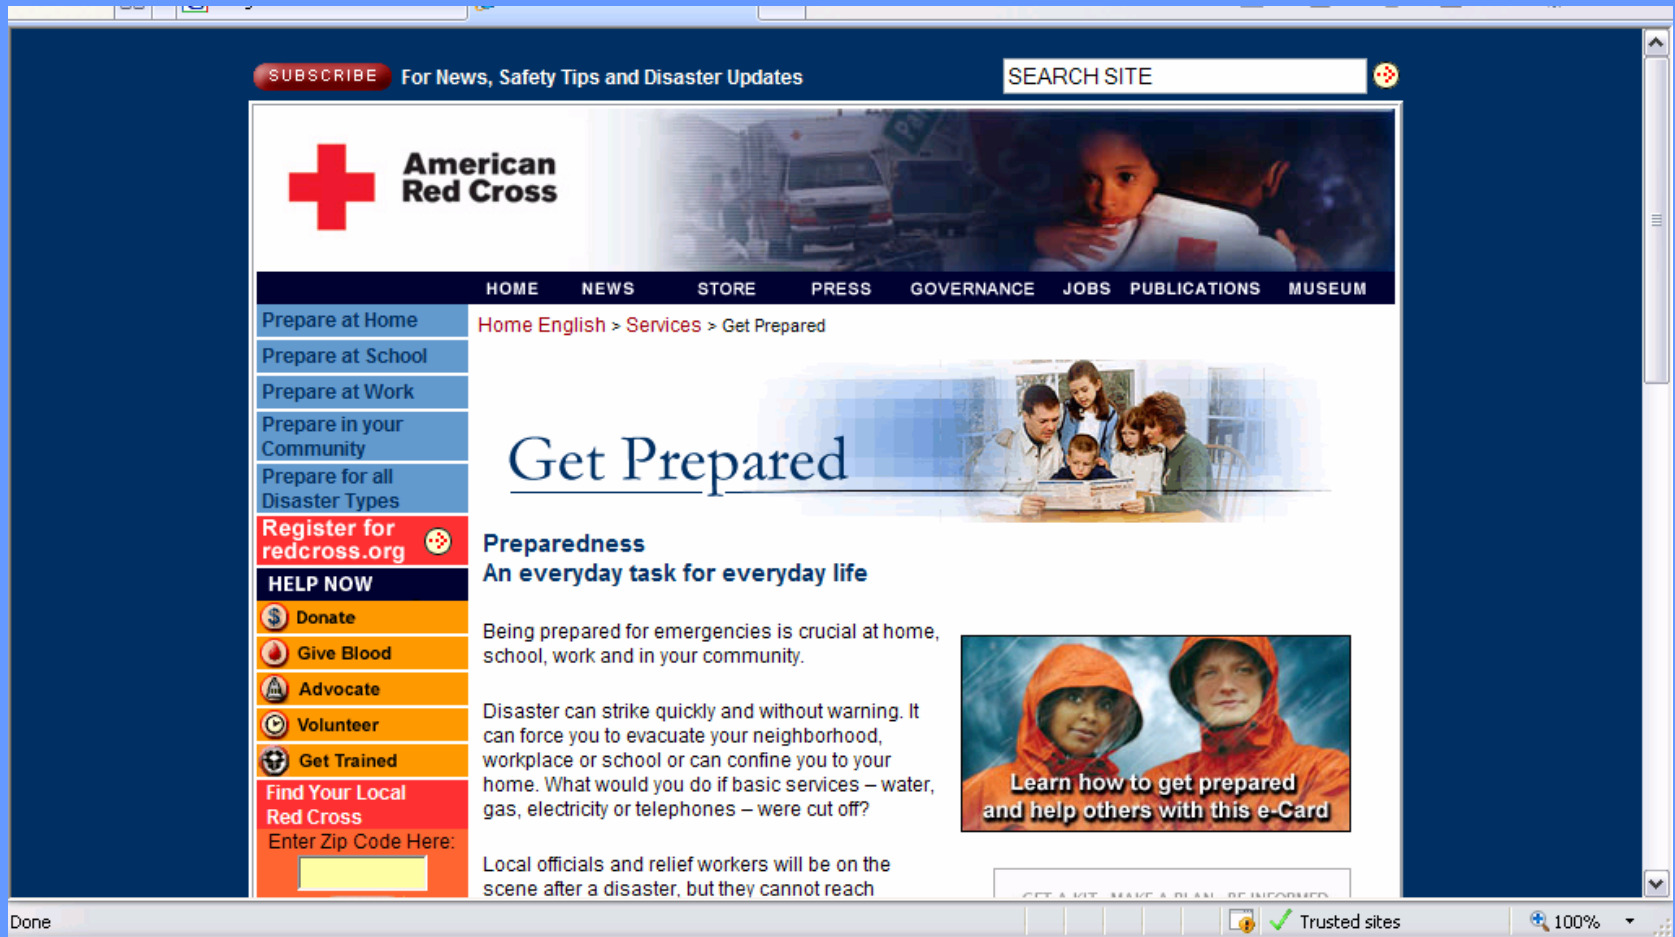 SUBSCRIBE For News, Safety Tips and Disaster Updates
SEARCH SITE
American
Red Cross
HOME NEWS STORE PRESS GOVERNANCE JOBS PUBLICATIONS MUSEUM
Prepare at Home
Prepare at School
Prepare at Work
Prepare in your
Community
Prepare for all
Disaster Types
Register for
redcross.org
HELP NOW
Donate
Give Blood
Advocate
Volunteer
Get Trained
Find Your Local
Red Cross
Enter Zip Code Here:
Home English > Services > Get Prepared
Get Prepared
Preparedness
An everyday task for everyday life
Being prepared for emergencies is crucial at home,
school, work and in your community.
Disaster can strike quickly and without warning. It
can force you to evacuate your neighborhood,
workplace or school or can confine you to your
home. What would you do if basic services – water,
gas, electricity or telephones – were cut off?
Local officials and relief workers will be on the
scene after a disaster, but they cannot reach
Learn how to get prepared
and help others with this e-Card
GET A KIT MAKE A PLAN BE INFORMED
Done
Trusted sites
100%